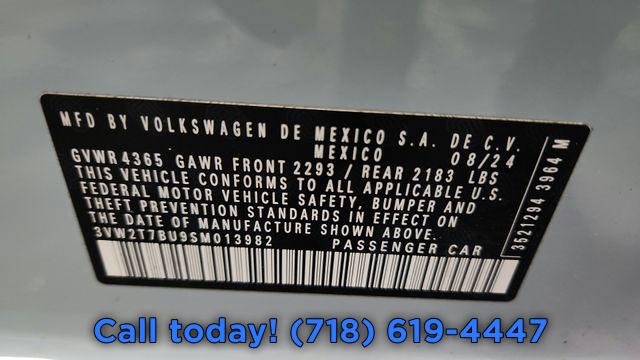 MFD BY VOLKSWAGEN DE MEXICO S.A. DE C.V.
MEXICO 08/24
GVWR 4365 GAWR FRONT 2293 / REAR 2183 LBS
THIS VEHICLE CONFORMS TO ALL APPLICABLE U.S.
FEDERAL MOTOR VEHICLE SAFETY, BUMPER AND
THEFT PREVENTION STANDARDS IN EFFECT ON
THE DATE OF MANUFACTURE SHOWN ABOVE.
3VW2T7BU9SM013982 PASSENGER CAR
3521294 3964 M
Call today! (718) 619-4447